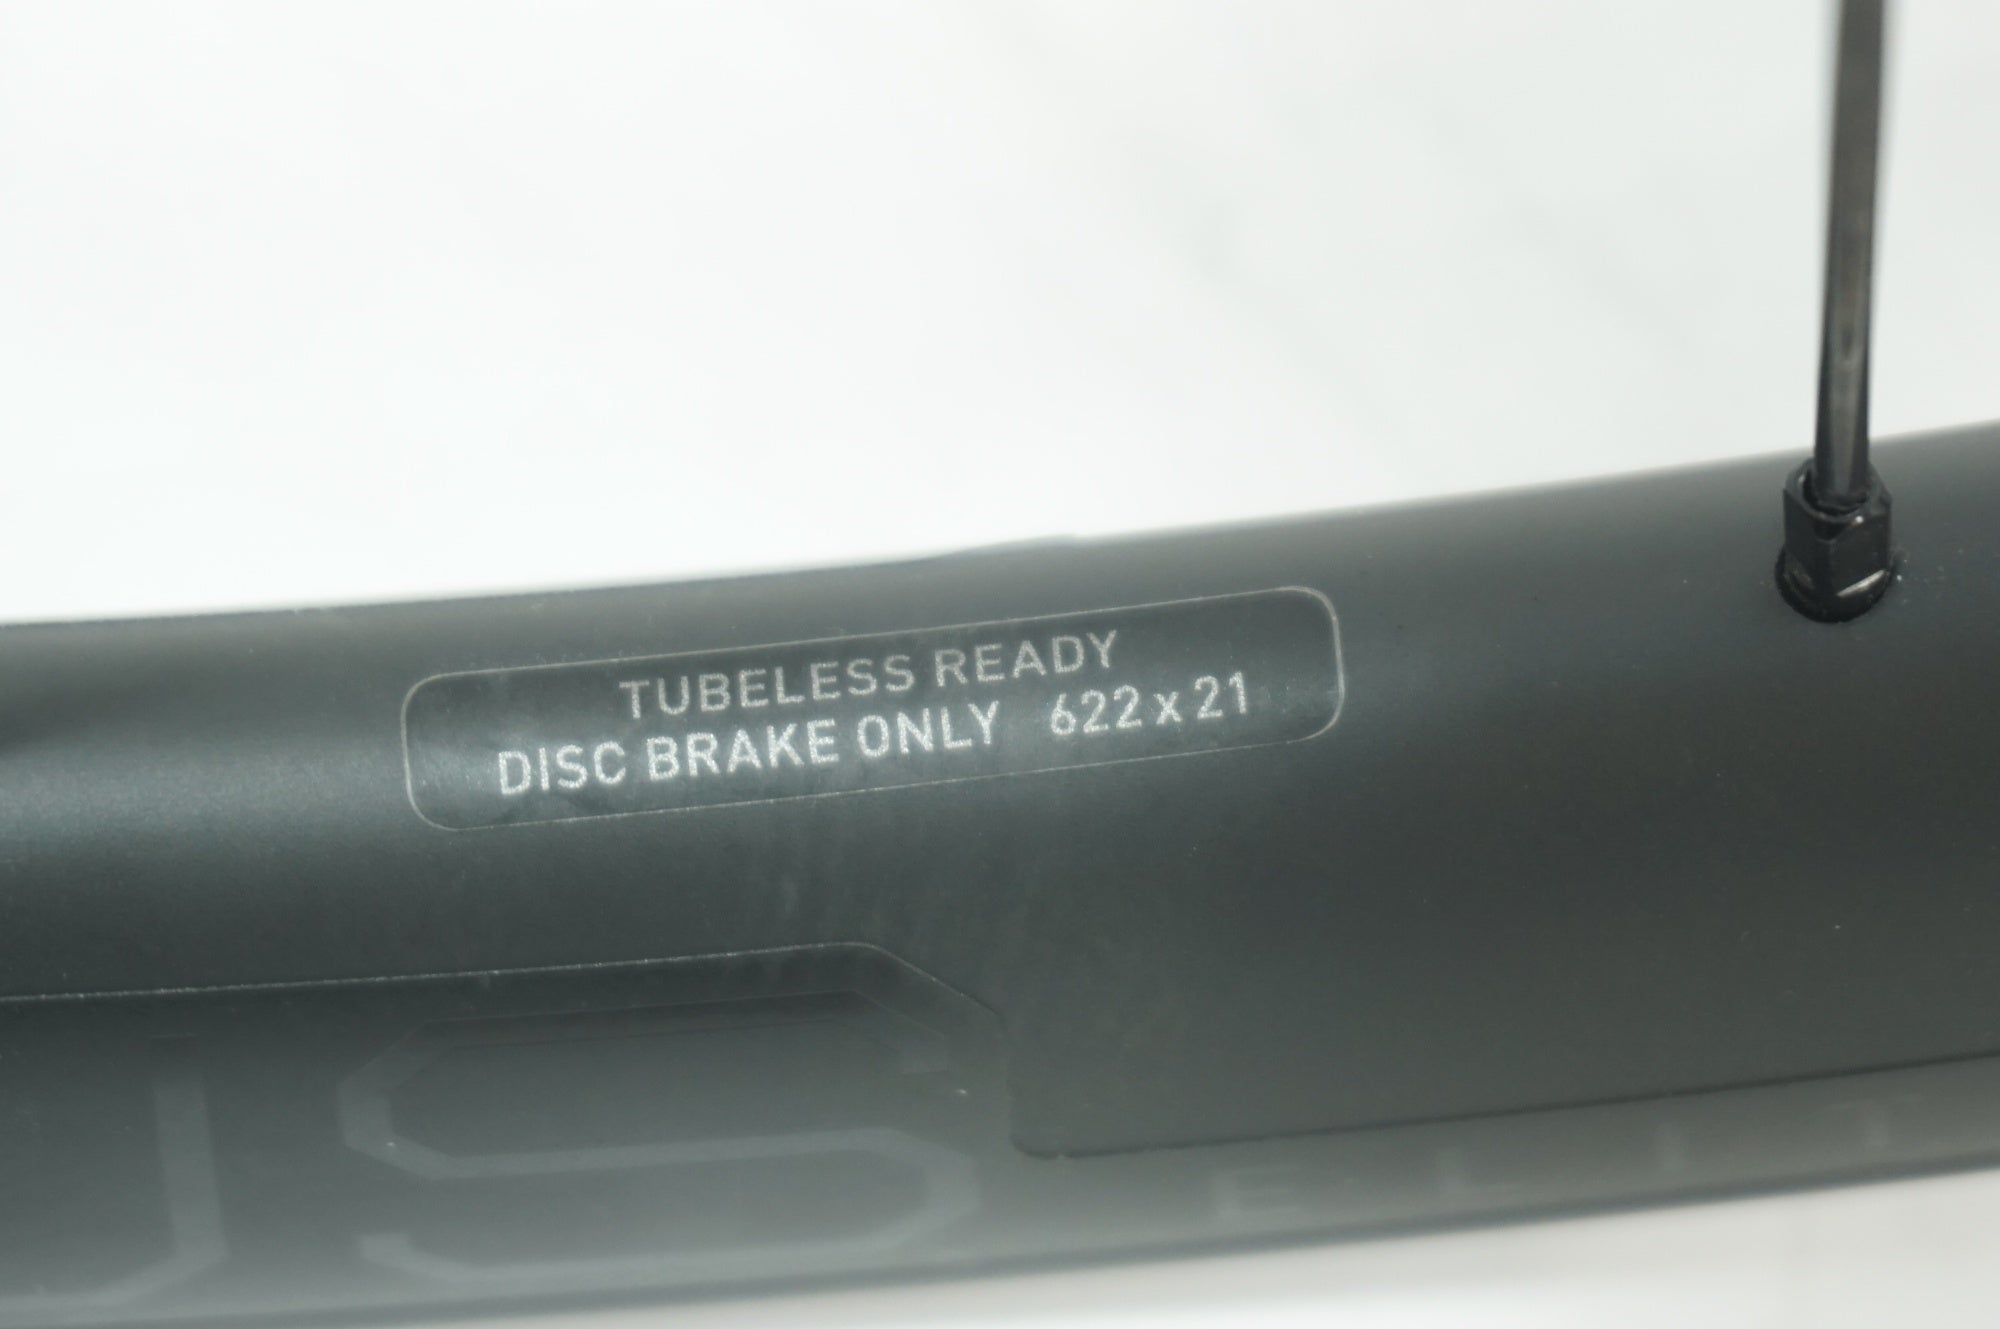 TUBELESS READY
DISC BRAKE ONLY 622 x 21